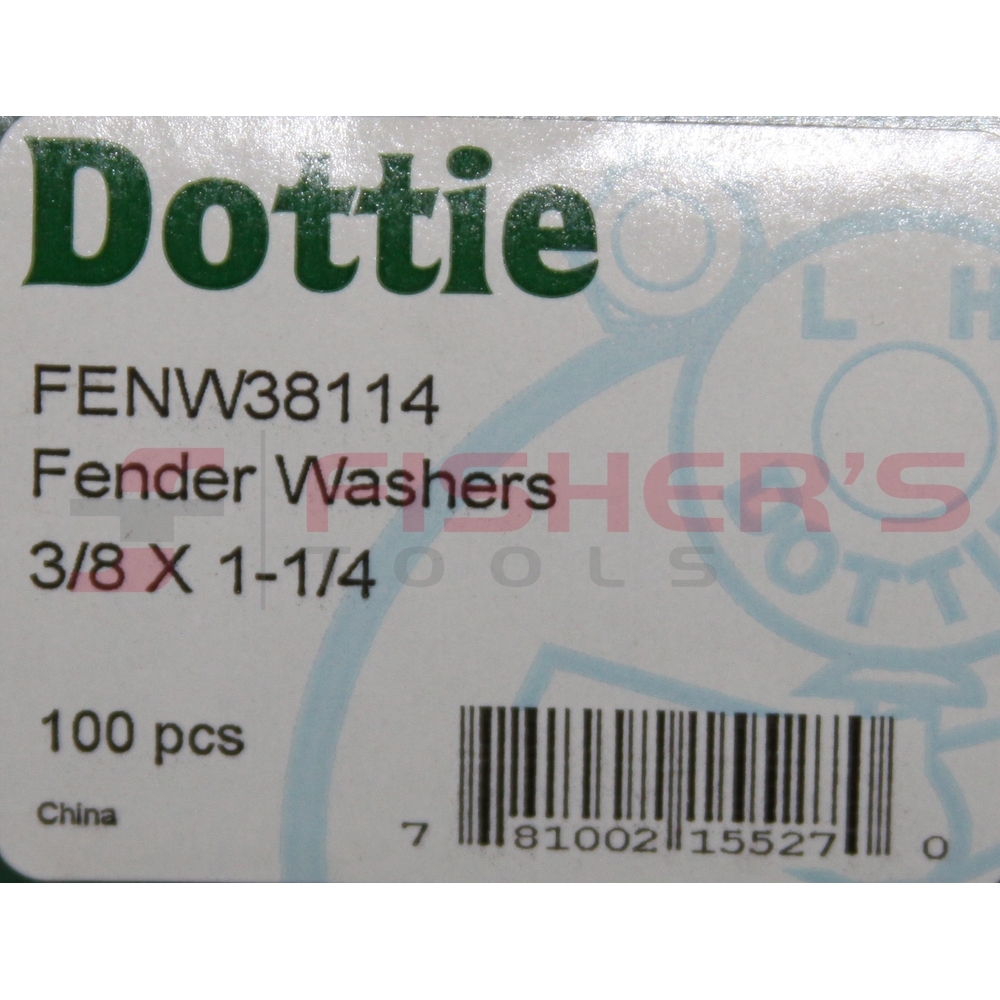 Dottie
L H
DOTTIE
FENW38114
Fender Washers
FISHER'S
TOOLS
3/8 X 1-1/4
100 pcs
China
7 81002 15527 0